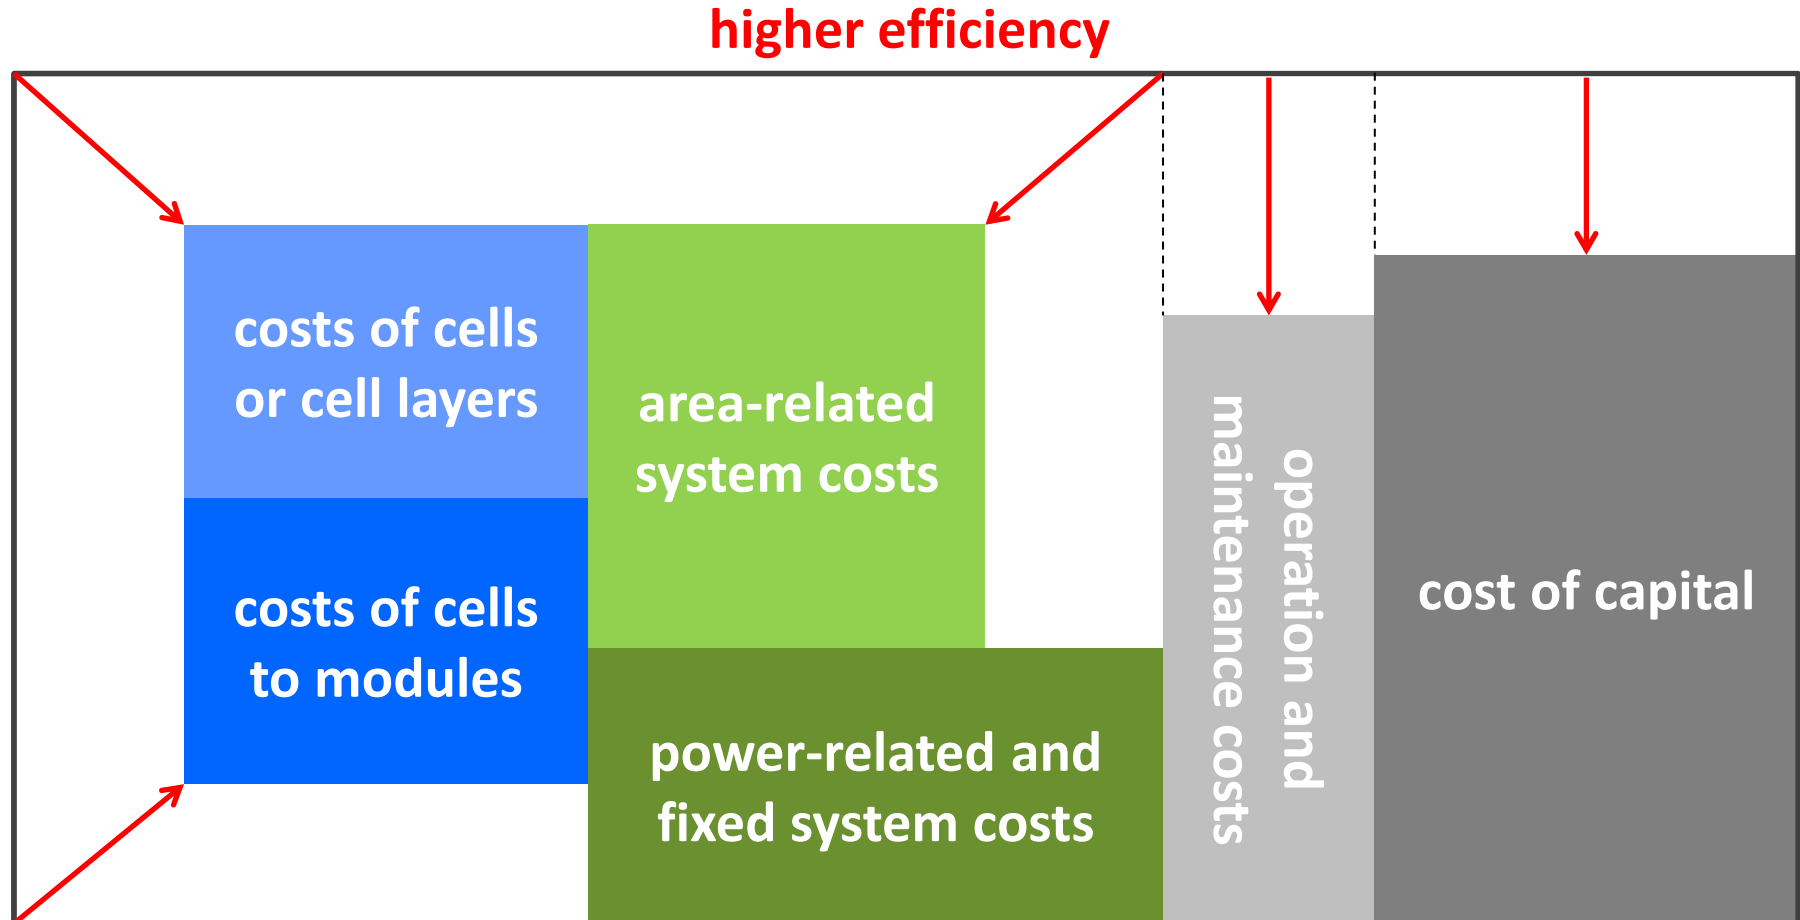 higher efficiency
costs of cells
or cell layers
costs of cells
to modules
area-related
system costs
power-related and
fixed system costs
operation and
maintenance costs
cost of capital